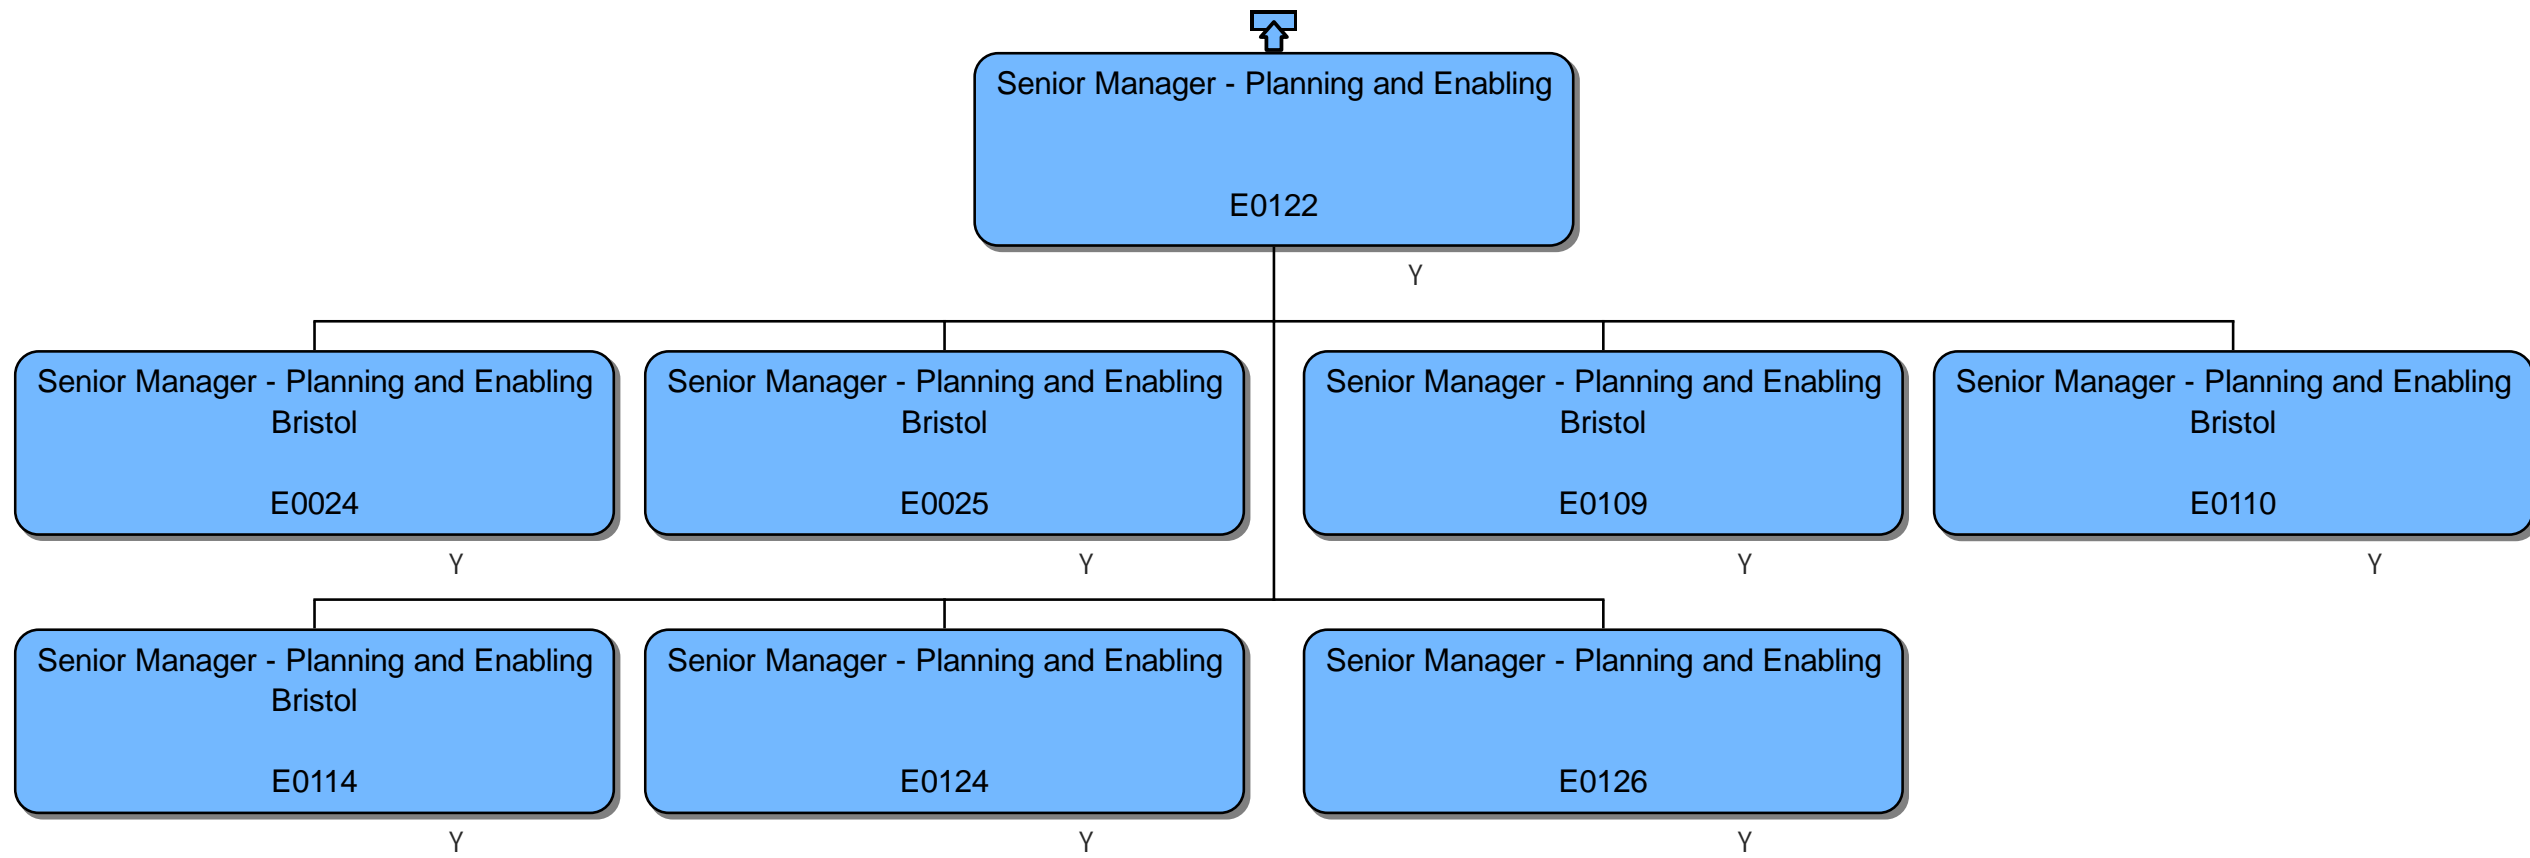 Senior Manager - Planning and Enabling
E0122
Y
Senior Manager - Planning and Enabling
Bristol
E0024
Y
Senior Manager - Planning and Enabling
Bristol
E0025
Y
Senior Manager - Planning and Enabling
Bristol
E0109
Y
Senior Manager - Planning and Enabling
Bristol
E0110
Y
Senior Manager - Planning and Enabling
Bristol
E0114
Y
Senior Manager - Planning and Enabling
E0124
Y
Senior Manager - Planning and Enabling
E0126
Y